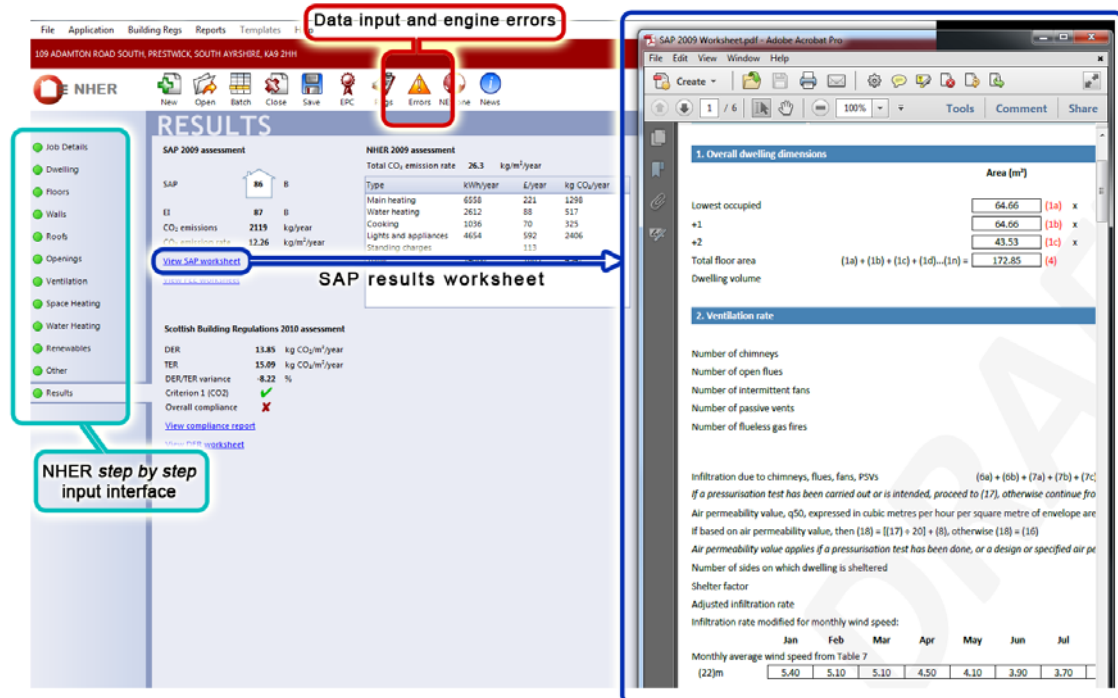 Data input and engine errors
File Application Building Regs Reports Templates
109 ADAMTON ROAD SOUTH, PRESTWICK, SOUTH AYRSHIRE, KA9 2HH
NHER
New Open Batch Close Save EPC Errors News
RESULTS
Job Details
Dwelling
Floors
Walls
Roofs
Openings
Ventilation
Space Heating
Water Heating
Renewables
Other
Results
NHER step by step
input interface
SAP 2009 assessment
SAP 86 B
EI 87 B
CO₂ emissions 2119 kg/year
CO₂ emission rate 12.26 kg/m²/year
View SAP worksheet
SAP results worksheet
NHER 2009 assessment
Total CO₂ emission rate 26.3 kg/m²/year
Type kWh/year £/year kg CO₂/year
Main heating 6558 221 1298
Water heating 2612 88 517
Cooking 1036 70 325
Lights and appliances 4654 592 2406
Standing charges 113
Scottish Building Regulations 2010 assessment
DER 13.85 kg CO₂/m²/year
TER 15.09 kg CO₂/m²/year
DER/TER variance -8.22 %
Criterion 1 (CO2)
Overall compliance
View compliance report
View DER worksheet
SAP 2009 Worksheet.pdf - Adobe Acrobat Pro
File Edit View Window Help
Create
1 / 6 100% Tools Comment Share
1. Overall dwelling dimensions
Area (m²)
Lowest occupied 64.66 (1a) x
+1 64.66 (1b) x
+2 43.53 (1c) x
Total floor area (1a) + (1b) + (1c) + (1d)...(1n) = 172.85 (4)
Dwelling volume
2. Ventilation rate
Number of chimneys
Number of open flues
Number of intermittent fans
Number of passive vents
Number of flueless gas fires
Infiltration due to chimneys, flues, fans, PSVs (6a) + (6b) + (7a) + (7b) + (7c)
If a pressurisation test has been carried out or is intended, proceed to (17), otherwise continue fro
Air permeability value, q50, expressed in cubic metres per hour per square metre of envelope are
If based on air permeability value, then (18) = [(17) ÷ 20] + (8), otherwise (18) = (16)
Air permeability value applies if a pressurisation test has been done, or a design or specified air pe
Number of sides on which dwelling is sheltered
Shelter factor
Adjusted infiltration rate
Infiltration rate modified for monthly wind speed:
Jan Feb Mar Apr May Jun Jul
Monthly average wind speed from Table 7
(22)m 5.40 5.10 5.10 4.50 4.10 3.90 3.70
DRA